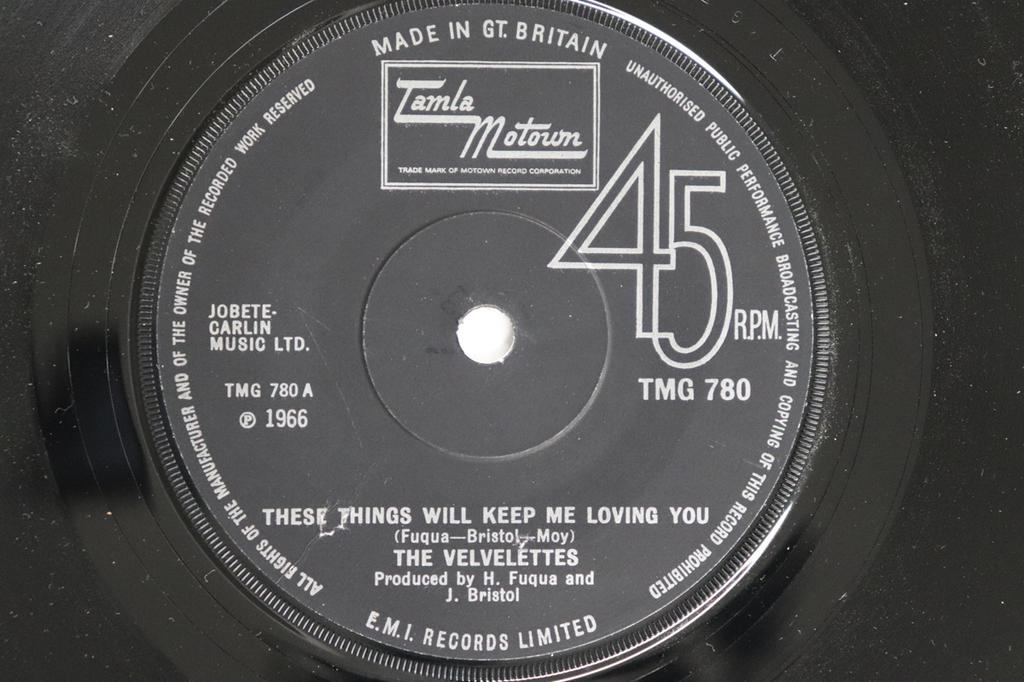 MADE IN GT. BRITAIN
Tamla
Motown
TRADE MARK OF MOTOWN RECORD CORPORATION
UNAUTHORISED PUBLIC PERFORMANCE BROADCASTING AND COPYING OF THIS RECORD PROHIBITED
ALL RIGHTS OF THE MANUFACTURER AND OF THE OWNER OF THE RECORDED WORK RESERVED
45
R.P.M.
JOBETE-
CARLIN
MUSIC LTD.
TMG 780 A
℗ 1966
TMG 780
THESE THINGS WILL KEEP ME LOVING YOU
(Fuqua—Bristol—Moy)
THE VELVELETTES
Produced by H. Fuqua and
J. Bristol
E.M.I. RECORDS LIMITED